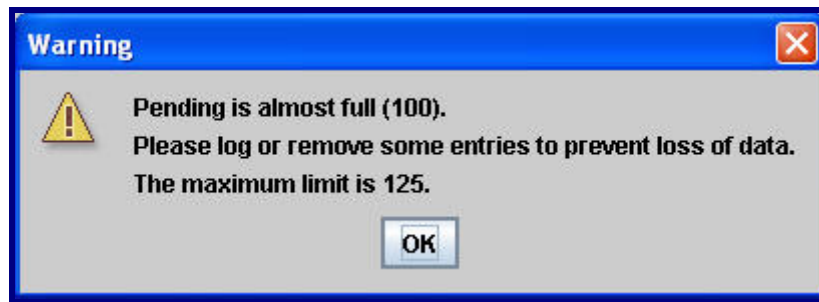 Warning
Pending is almost full (100).
Please log or remove some entries to prevent loss of data.
The maximum limit is 125.
OK